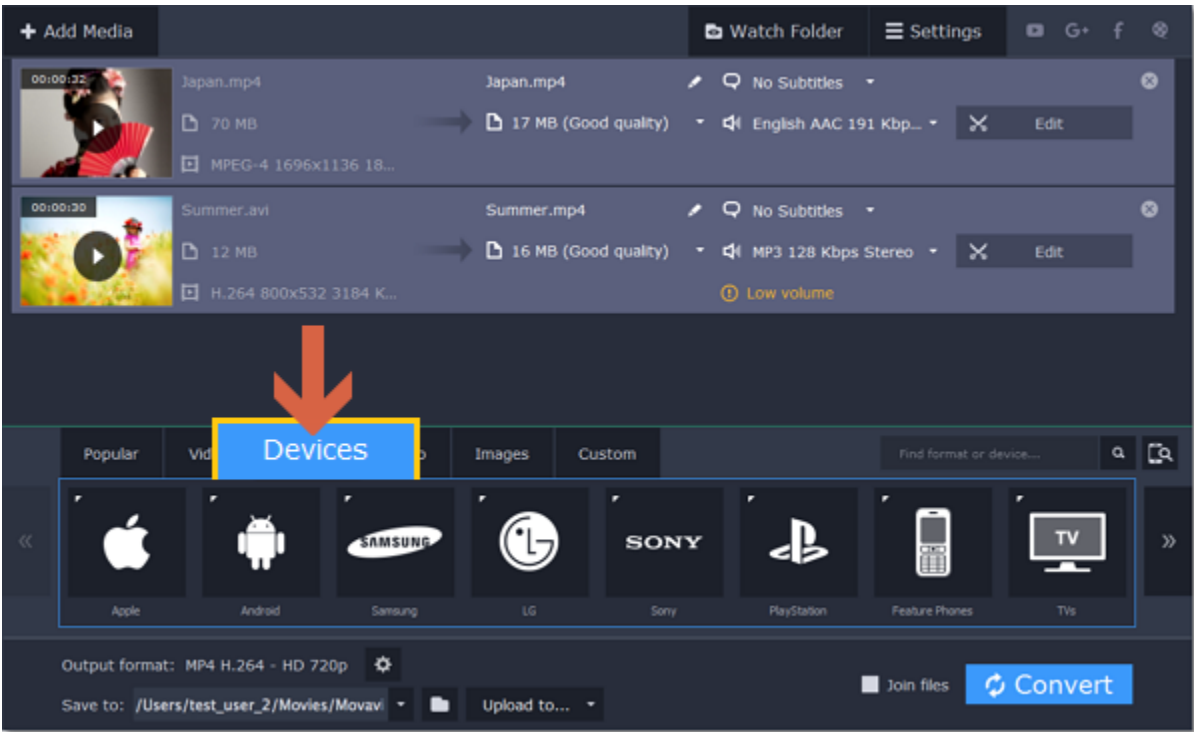 Add Media
Watch Folder
Settings
G+
f
00:00:32
Japan.mp4
70 MB
MPEG-4 1696x1136 18...
Japan.mp4
17 MB (Good quality)
No Subtitles
English AAC 191 Kbp...
Edit
00:00:30
Summer.avi
12 MB
H.264 800x532 3184 K...
Summer.mp4
16 MB (Good quality)
No Subtitles
MP3 128 Kbps Stereo
Low volume
Edit
Popular
Vid
Devices
o
Images
Custom
Find format or device....
SAMSUNG
SONY
TV
Apple
Android
Samsung
LG
Sony
PlayStation
Feature Phones
TVs
Output format: MP4 H.264 - HD 720p
Save to: /Users/test_user_2/Movies/Movavi
Upload to...
Join files
Convert